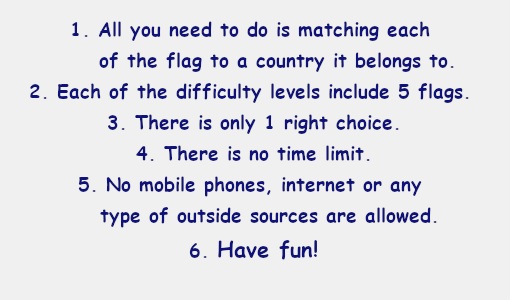 1. All you need to do is matching each
of the flag to a country it belongs to.
2. Each of the difficulty levels include 5 flags.
3. There is only 1 right choice.
4. There is no time limit.
5. No mobile phones, internet or any
type of outside sources are allowed.
6. Have fun!